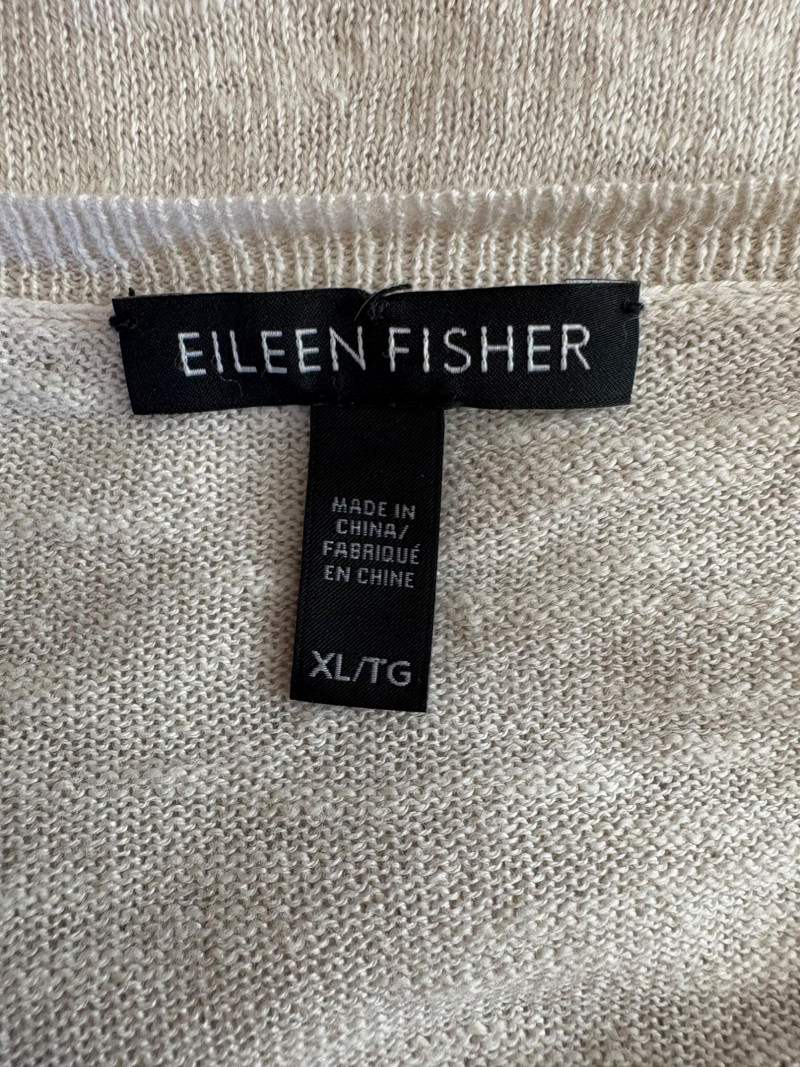 EILEEN FISHER
MADE IN
CHINA/
FABRIQUÉ
EN CHINE
XL/TG